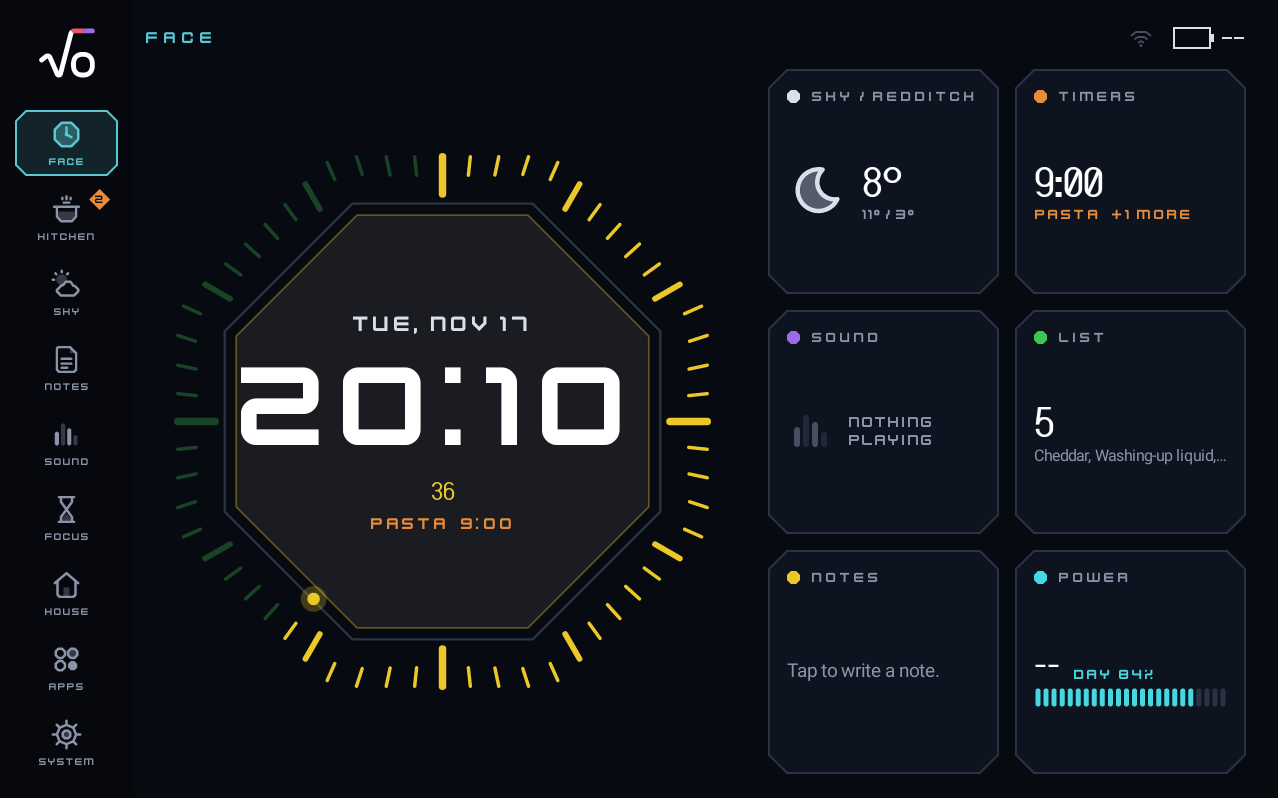 √o
FACE
FACE
2
KITCHEN
SKY
NOTES
SOUND
FOCUS
HOUSE
APPS
SYSTEM
--
TUE, NOV 17
20:10
36
PASTA 9:00
SKY / REDDITCH
8°
11° / 3°
TIMERS
9:00
PASTA +1 MORE
SOUND
NOTHING
PLAYING
LIST
5
Cheddar, Washing-up liquid,...
NOTES
Tap to write a note.
POWER
-- DAY 84%